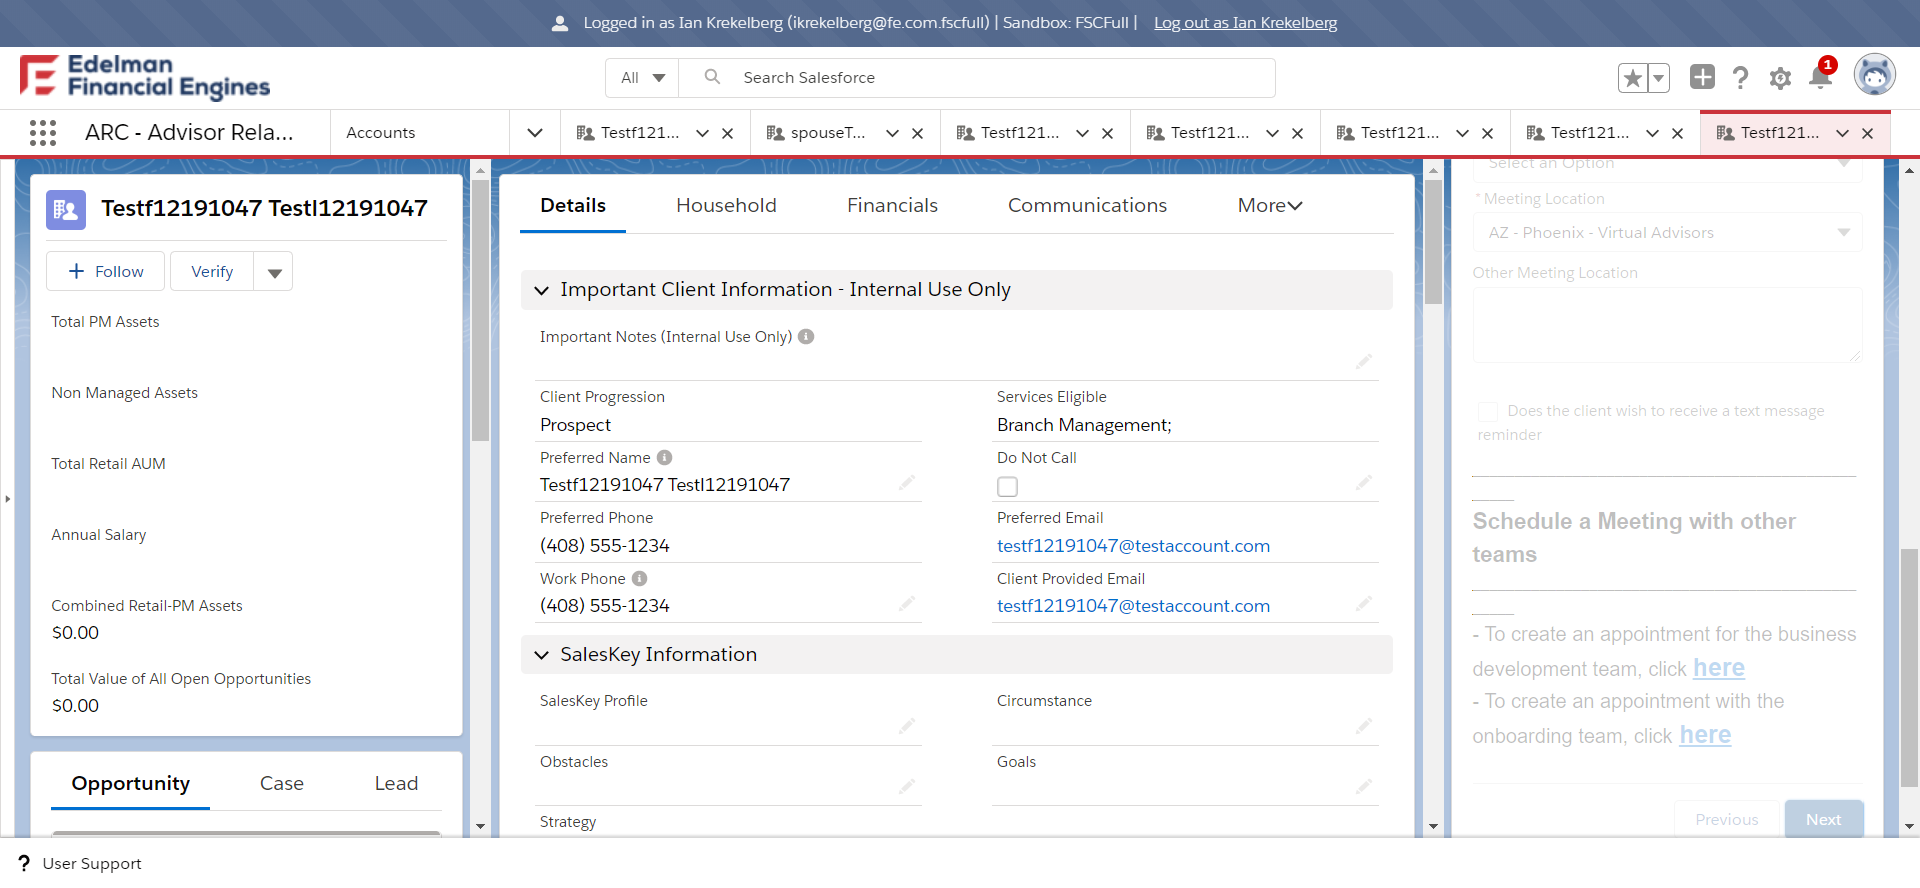 Logged in as Ian Krekelberg (ikrekelberg@fe.com.fscfull) | Sandbox: FSCFull | Log out as Ian Krekelberg
Edelman
Financial Engines
All
Search Salesforce
1
ARC - Advisor Rela...
Accounts
Testf121...
spouseT...
Testf121...
Testf121...
Testf121...
Testf121...
Testf121...
Testf12191047 Testl12191047
Follow
Verify
Total PM Assets
Non Managed Assets
Total Retail AUM
Annual Salary
Combined Retail-PM Assets
$0.00
Total Value of All Open Opportunities
$0.00
Opportunity
Case
Lead
Details
Household
Financials
Communications
More
Important Client Information - Internal Use Only
Important Notes (Internal Use Only)
Client Progression
Prospect
Services Eligible
Branch Management;
Preferred Name
Testf12191047 Testl12191047
Do Not Call
Preferred Phone
(408) 555-1234
Preferred Email
testf12191047@testaccount.com
Work Phone
(408) 555-1234
Client Provided Email
testf12191047@testaccount.com
SalesKey Information
SalesKey Profile
Circumstance
Obstacles
Goals
Strategy
Select an Option
* Meeting Location
AZ - Phoenix - Virtual Advisors
Other Meeting Location
Does the client wish to receive a text message
reminder
Schedule a Meeting with other
teams
- To create an appointment for the business
development team, click here
- To create an appointment with the
onboarding team, click here
Previous
Next
? User Support